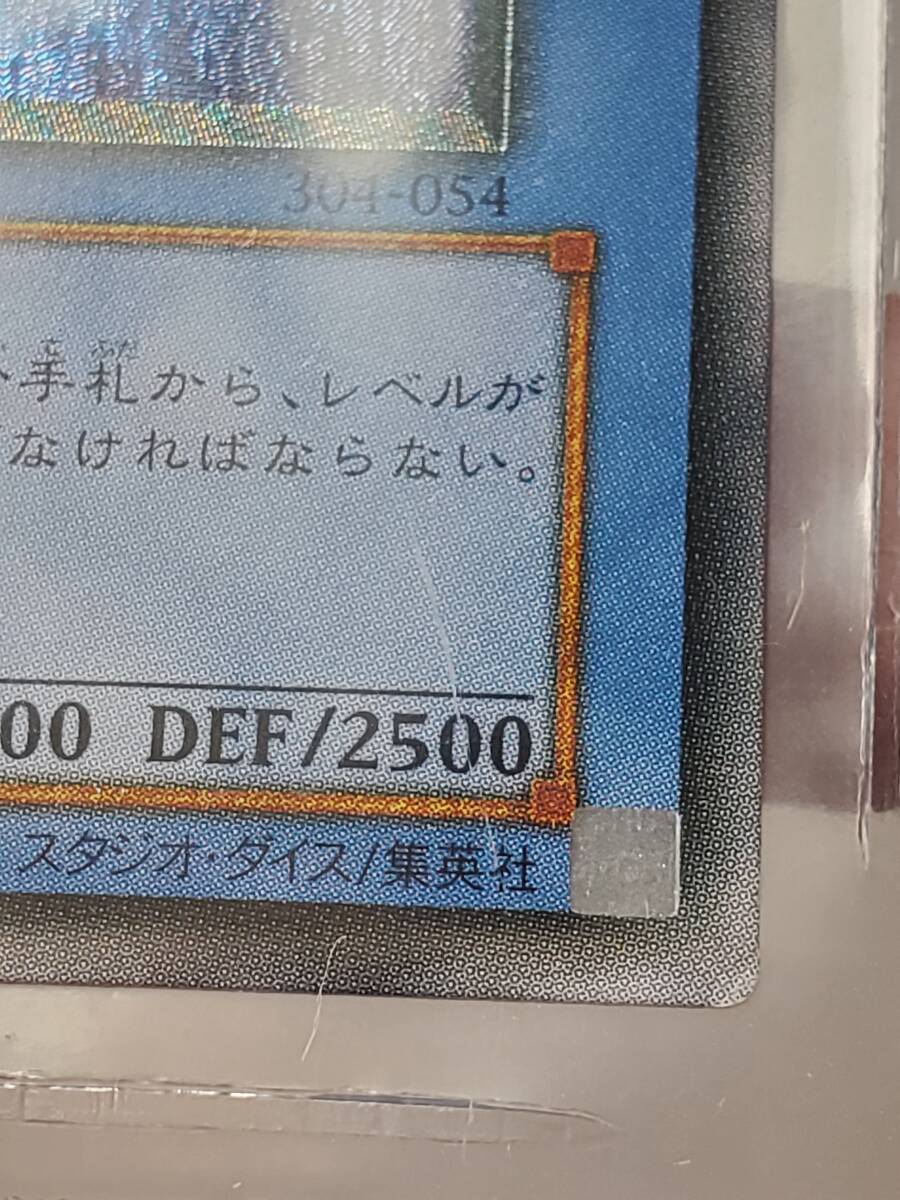 304-054
手札から、レベルが
なければならない。
00 DEF/2500
スタジオ・ダイス/集英社